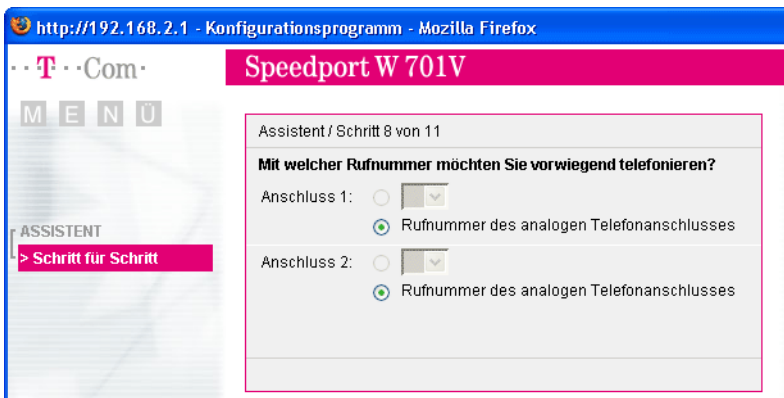 http://192.168.2.1 - Konfigurationsprogramm - Mozilla Firefox
··T··Com·
Speedport W 701V
MENÜ
Assistent / Schritt 8 von 11
Mit welcher Rufnummer möchten Sie vorwiegend telefonieren?
Anschluss 1:
Rufnummer des analogen Telefonanschlusses
ASSISTENT
> Schritt für Schritt
Anschluss 2:
Rufnummer des analogen Telefonanschlusses